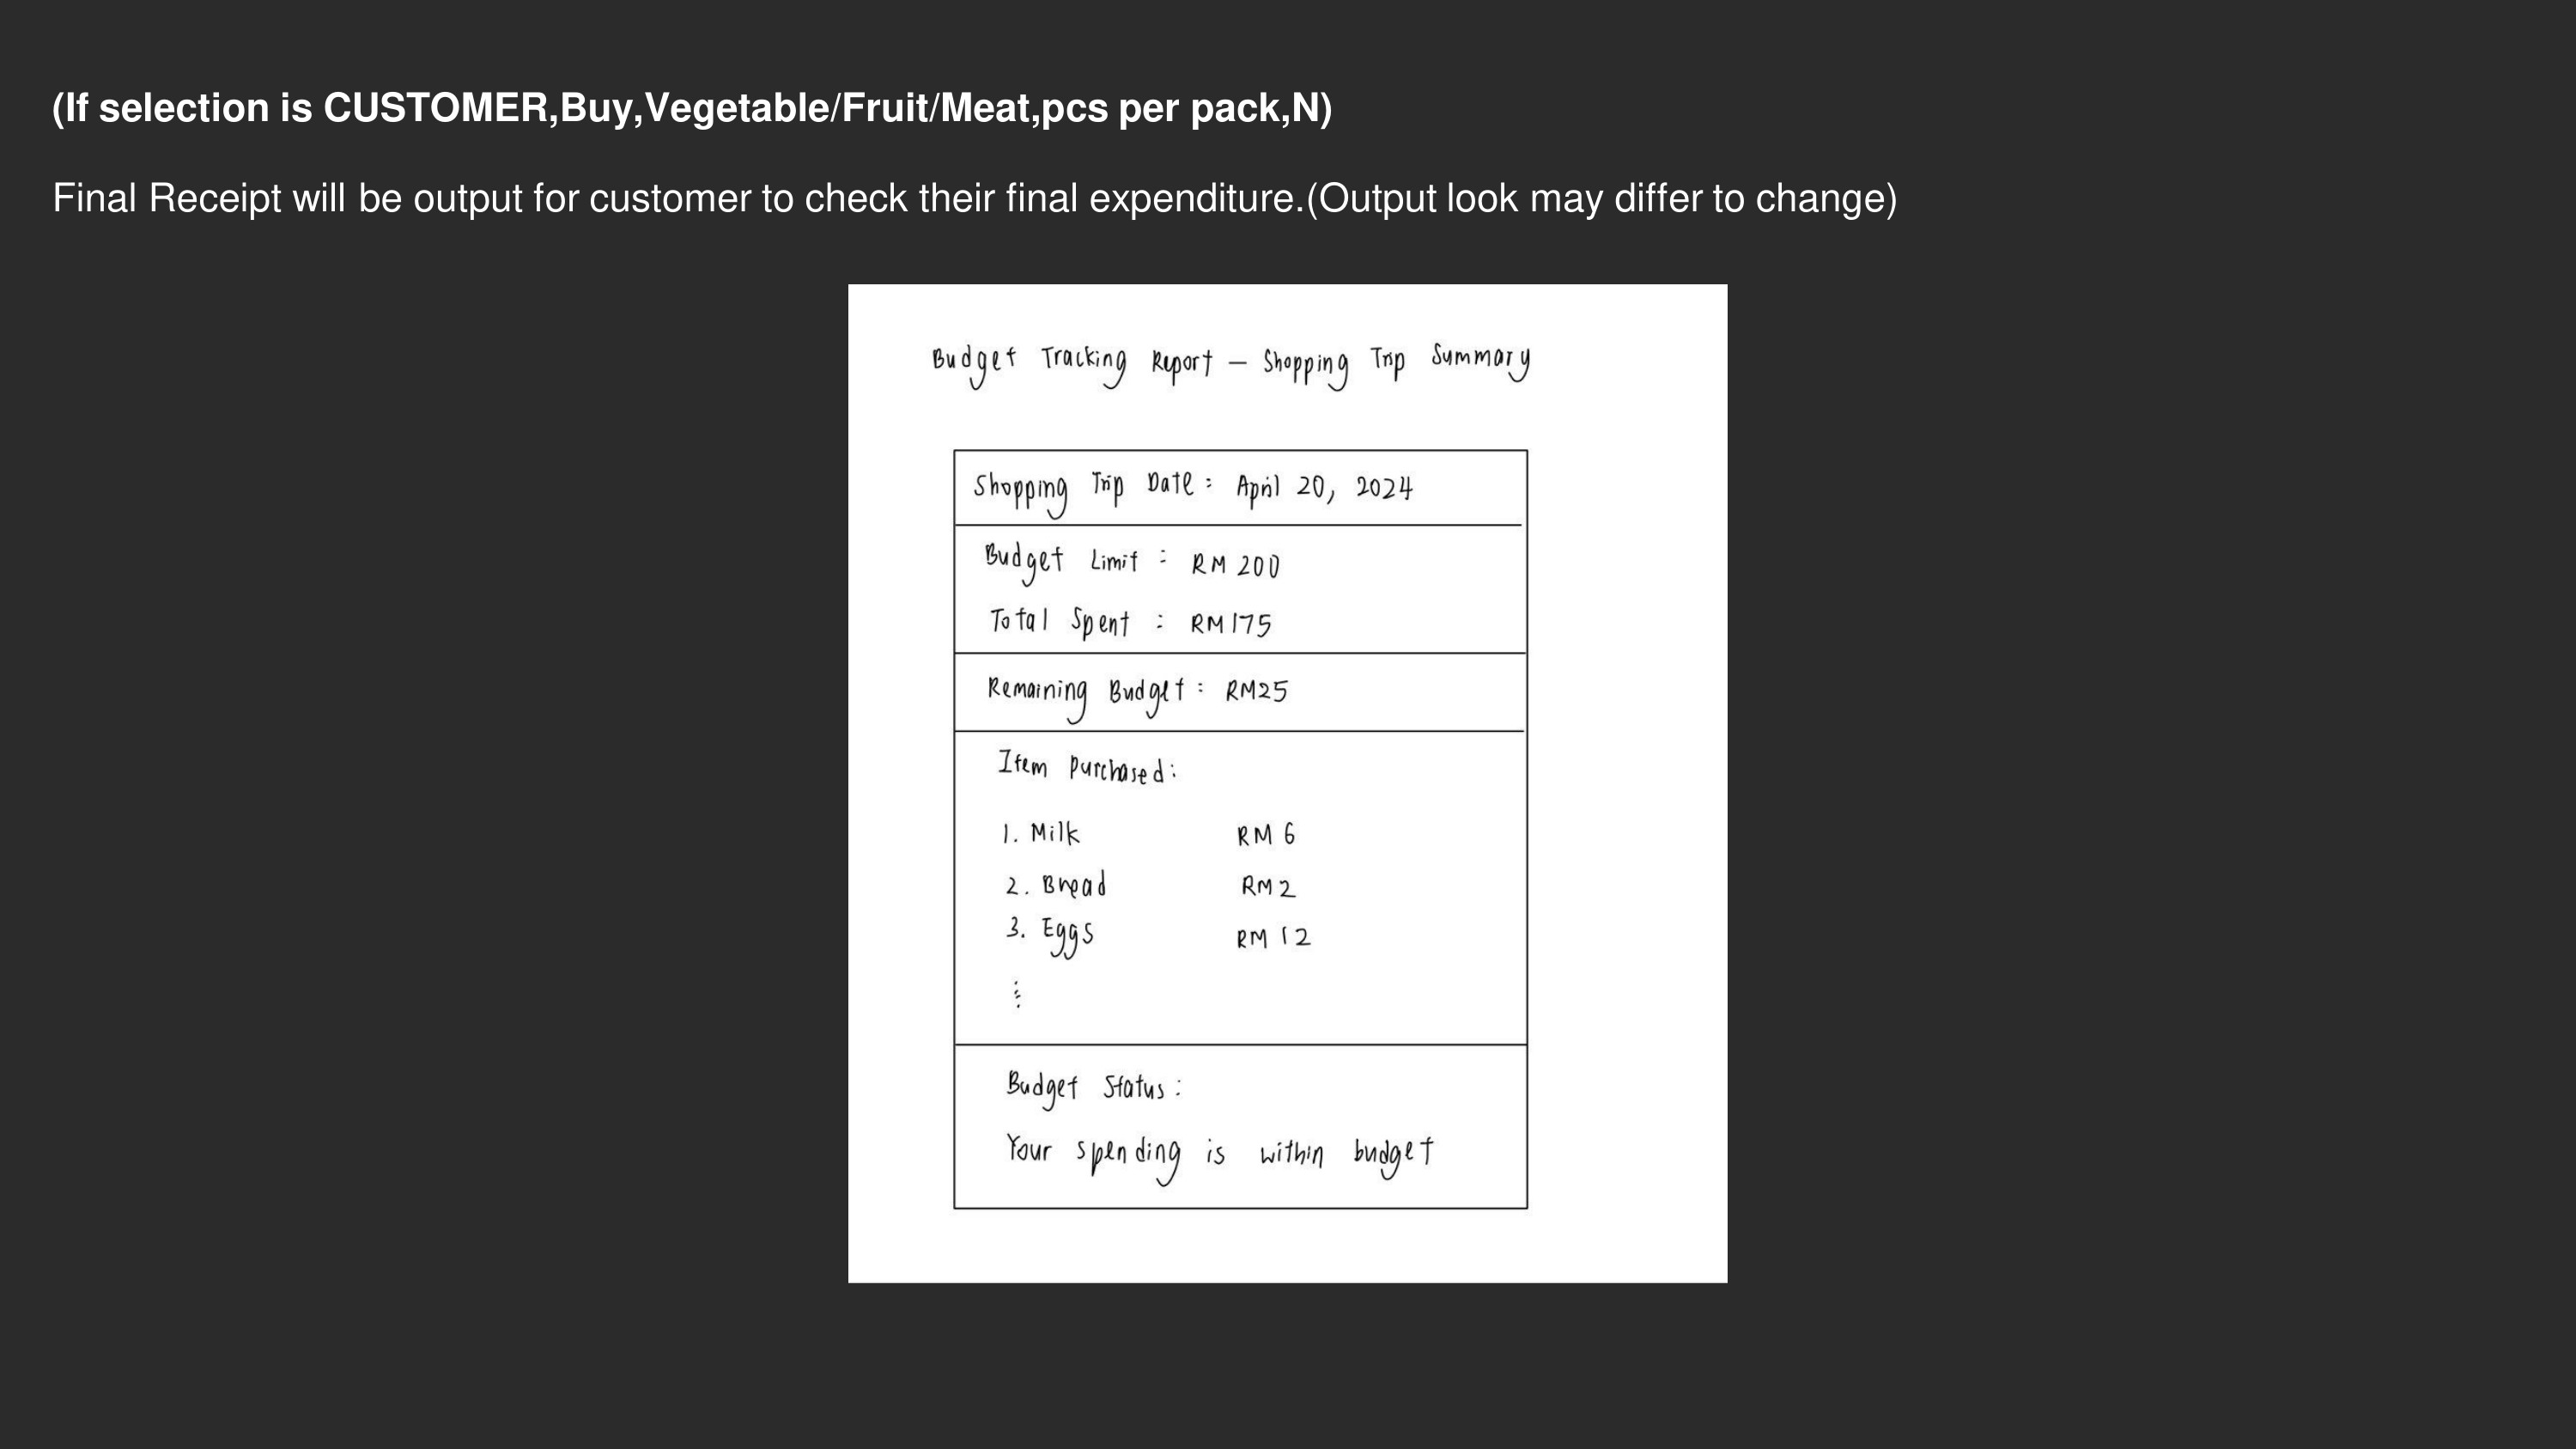 (If selection is CUSTOMER,Buy,Vegetable/Fruit/Meat,pcs per pack,N)
Final Receipt will be output for customer to check their final expenditure.(Output look may differ to change)
Budget Tracking Report — Shopping Trip Summary
Shopping Trip Date: April 20, 2024
Budget Limit : RM 200
Total Spent : RM175
Remaining Budget: RM25
Item Purchased:
1. Milk RM 6
2. Bread RM2
3. Eggs RM 12
⋮
Budget Status:
Your spending is within budget